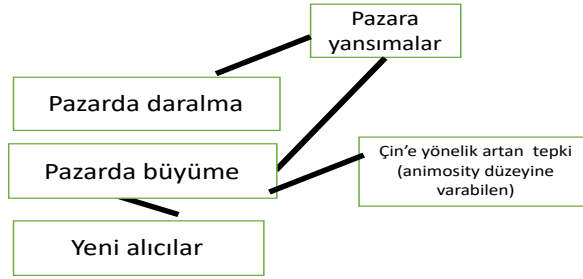 Pazara
yansımalar
Pazarda daralma
Pazarda büyüme
Çin’e yönelik artan  tepki
(animosity düzeyine
varabilen)
Yeni alıcılar